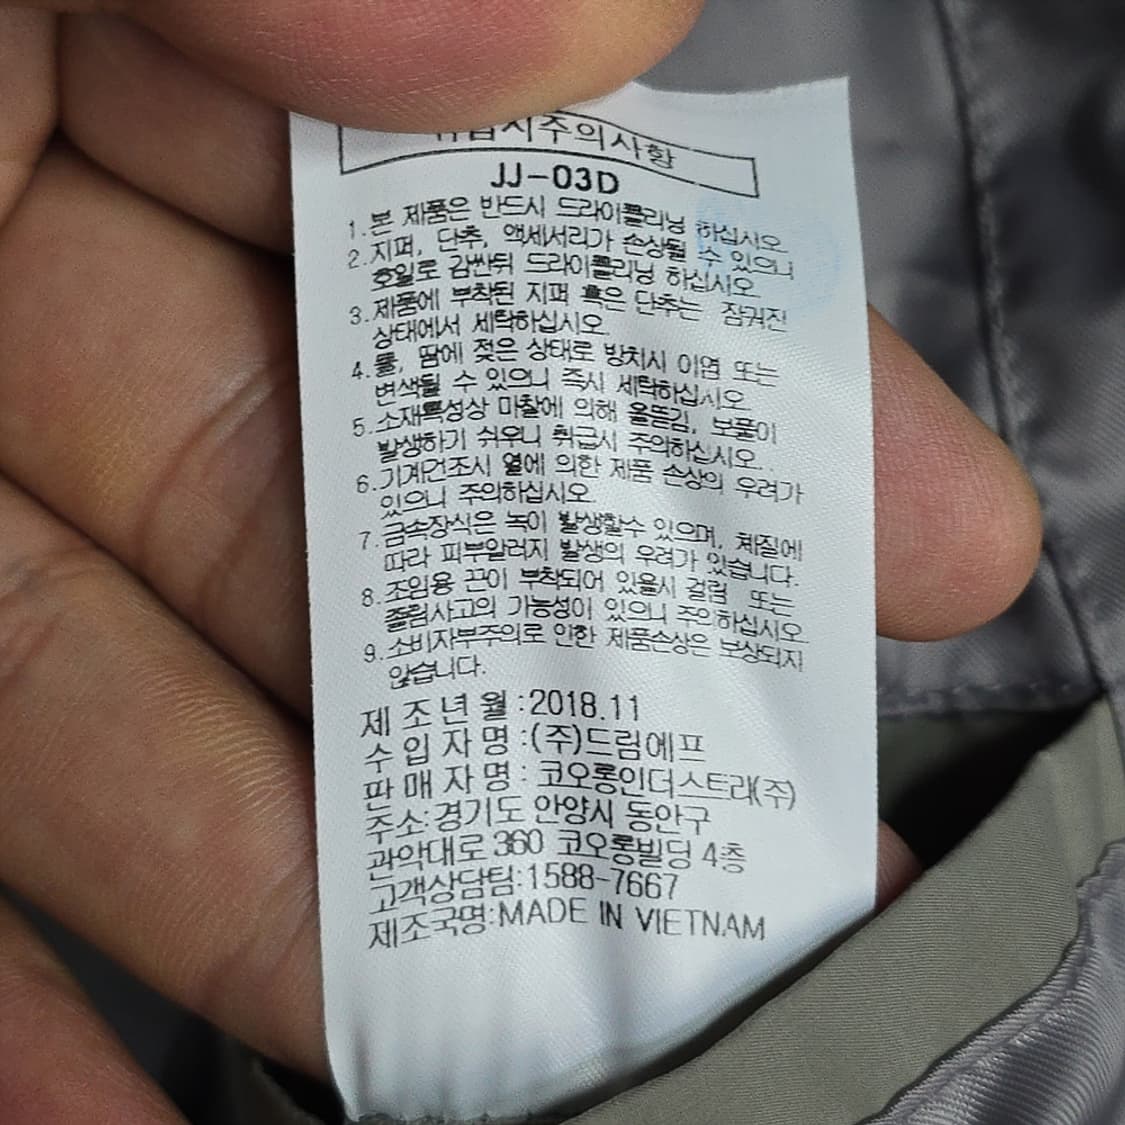 취급시주의사항
JJ-03D
1. 본 제품은 반드시 드라이클리닝 하십시오.
2. 지퍼, 단추, 액세서리가 손상될 수 있으니
호일로 감싼뒤 드라이클리닝 하십시오.
3. 제품에 부착된 지퍼 혹은 단추는 잠궈진
상태에서 세탁하십시오.
4. 물, 땀에 젖은 상태로 방치시 이염 또는
변색될 수 있으니 즉시 세탁하십시오.
5. 소재특성상 마찰에 의해 올뜯김, 보풀이
발생하기 쉬우니 취급시 주의하십시오..
6. 기계건조시 열에 의한 제품 손상의 우려가
있으니 주의하십시오.
7. 금속장식은 녹이 발생할수 있으며, 체질에
따라 피부알러지 발생의 우려가 있습니다.
8. 조임용 끈이 부착되어 있을시 걸림 또는
졸림사고의 가능성이 있으니 주의하십시오.
9. 소비자부주의로 인한 제품손상은 보상되지
않습니다.
제 조 년 월 : 2018.11
수 입 자 명 : (주)드림에프
판 매 자 명 : 코오롱인더스트리(주)
주소: 경기도 안양시 동안구
관악대로 360 코오롱빌딩 4층
고객상담팀: 1588-7667
제조국명: MADE IN VIETNAM